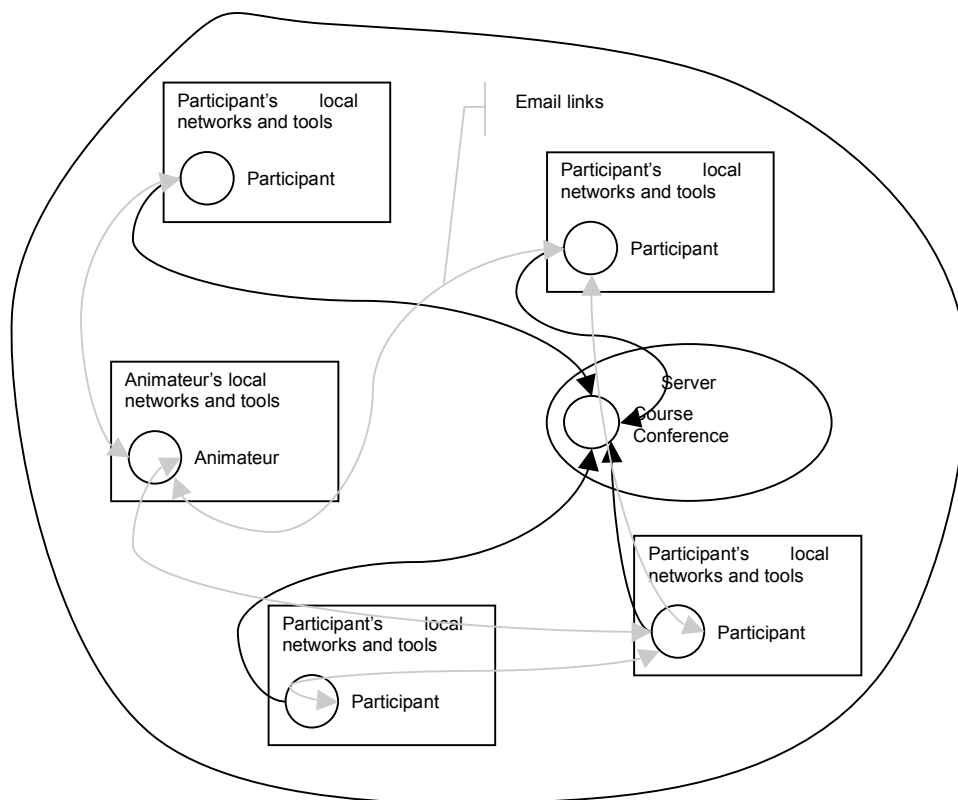 Participant's local
networks and tools
Participant
Email links
Participant's local
networks and tools
Participant
Animateur's local
networks and tools
Animateur
Server
Course
Conference
Participant's local
networks and tools
Participant
Participant's local
networks and tools
Participant